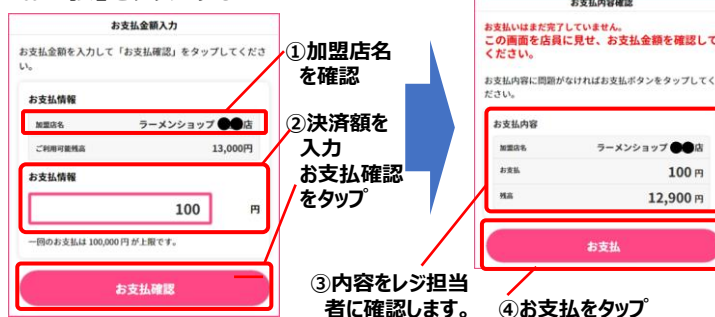 お支払金額入力
お支払金額を入力して「お支払確認」をタップしてくださ
い。
お支払情報
加盟店名 ラーメンショップ ●●店
ご利用可能残高 13,000円
お支払情報
100 円
一回のお支払は 100,000 円 が上限です。
お支払確認
①加盟店名
を確認
②決済額を
入力
お支払確認
をタップ
お支払内容確認
お支払いはまだ完了していません。
この画面を店員に見せ、お支払金額を確認して
ください。
お支払内容に問題がなければお支払ボタンをタップしてく
ださい。
お支払内容
加盟店名 ラーメンショップ ●●店
お支払 100 円
残高 12,900 円
お支払
③内容をレジ担当
者に確認します。
④お支払をタップ